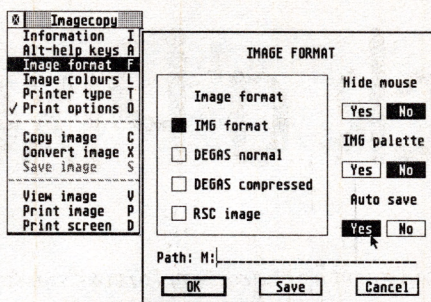 Imagecopy
Information I
Alt-help keys A
Image format F
Image colours L
Printer type T
✓ Print options O
Copy image C
Convert image X
Save image S
View image V
Print image P
Print screen D
IMAGE FORMAT
Image format
IMG format
DEGAS normal
DEGAS compressed
RSC image
Hide mouse
Yes No
IMG palette
Yes No
Auto save
Yes No
Path: M:
OK Save Cancel